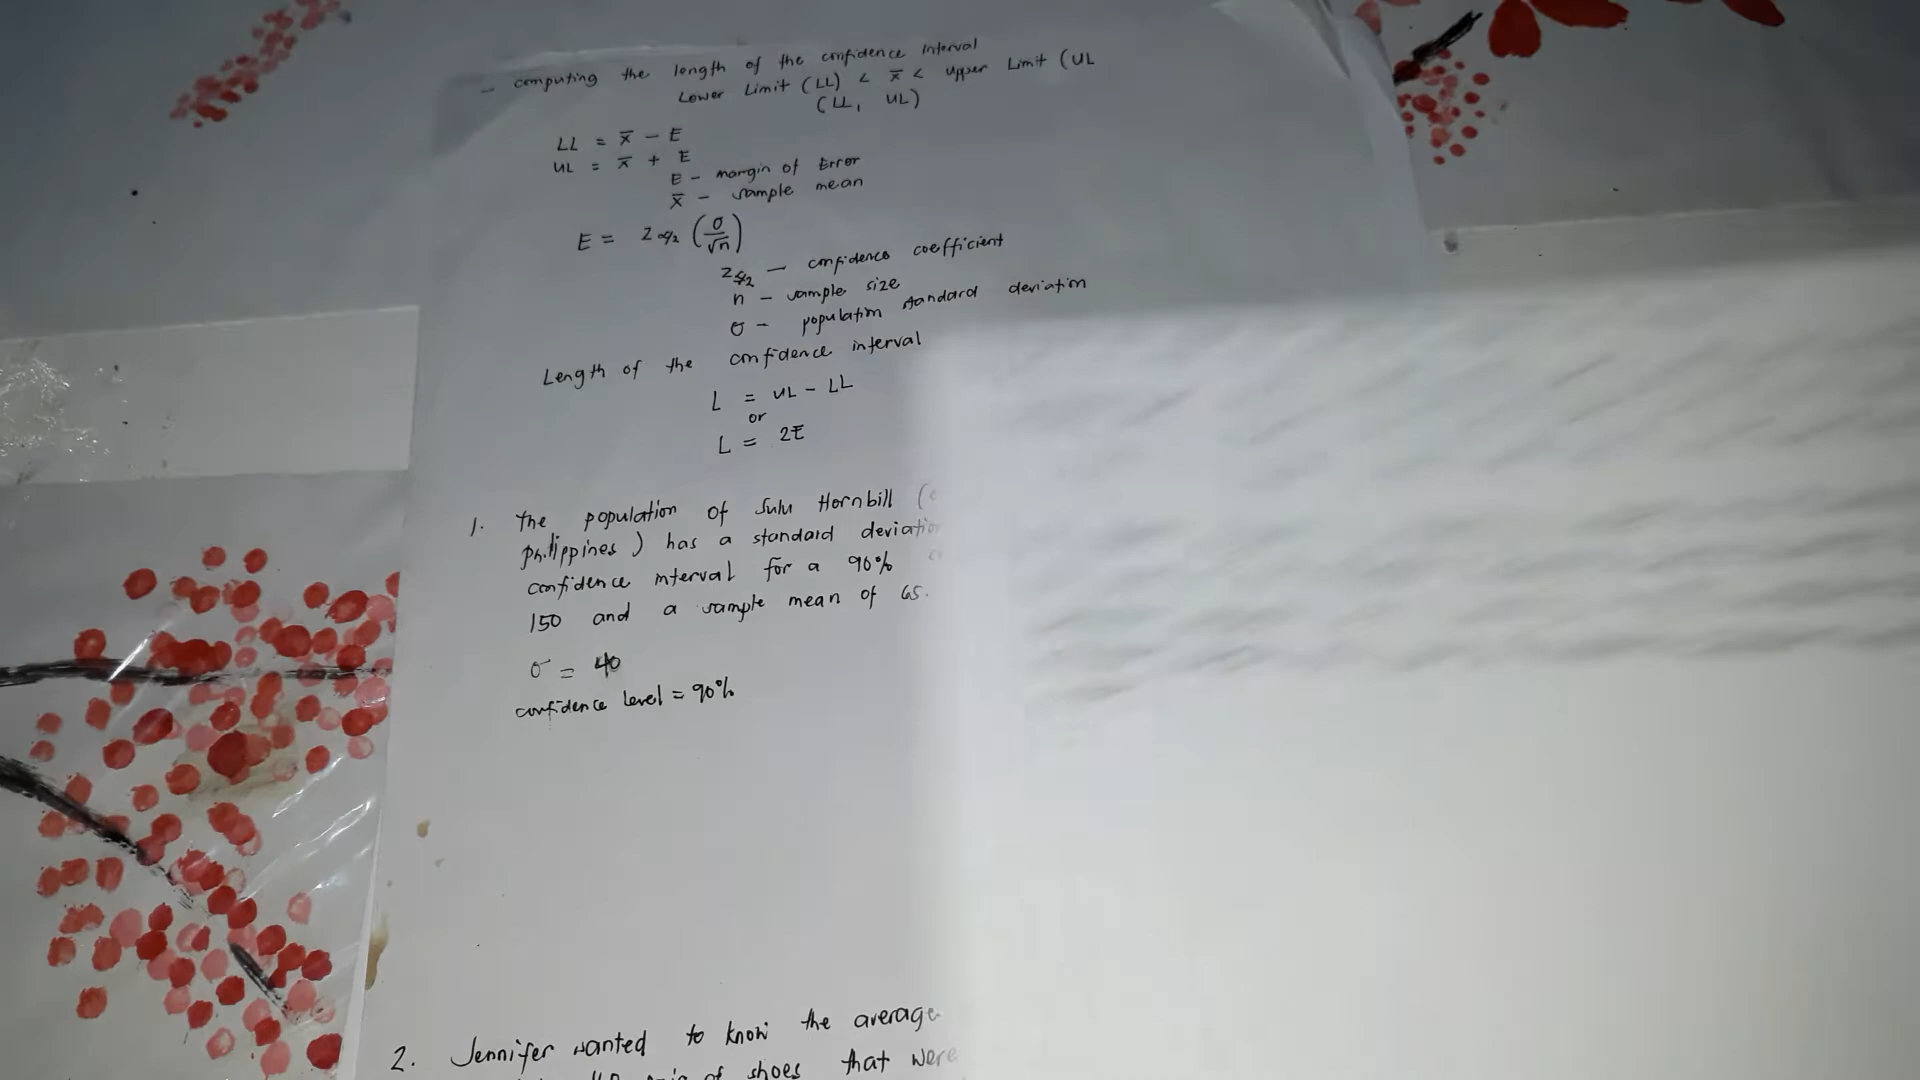 - computing the length of the confidence interval
Lower Limit (LL) < x̅ < upper Limit (UL
(LL, UL)
LL = x̅ - E
UL = x̅ + E
E - margin of Error
x̅ - sample mean
E = Zα/2 (σ/√n)
Zα/2 - confidence coefficient
n - sample size
σ - population standard deviation
Length of the confidence interval
L = UL - LL
or
L = 2E
1. The population of Sulu Hornbill (
Philippines) has a standard deviatio
confidence interval for a 90%
150 and a sample mean of 65.
σ = 40
confidence level = 90%
2. Jennifer wanted to know the average
of shoes that were